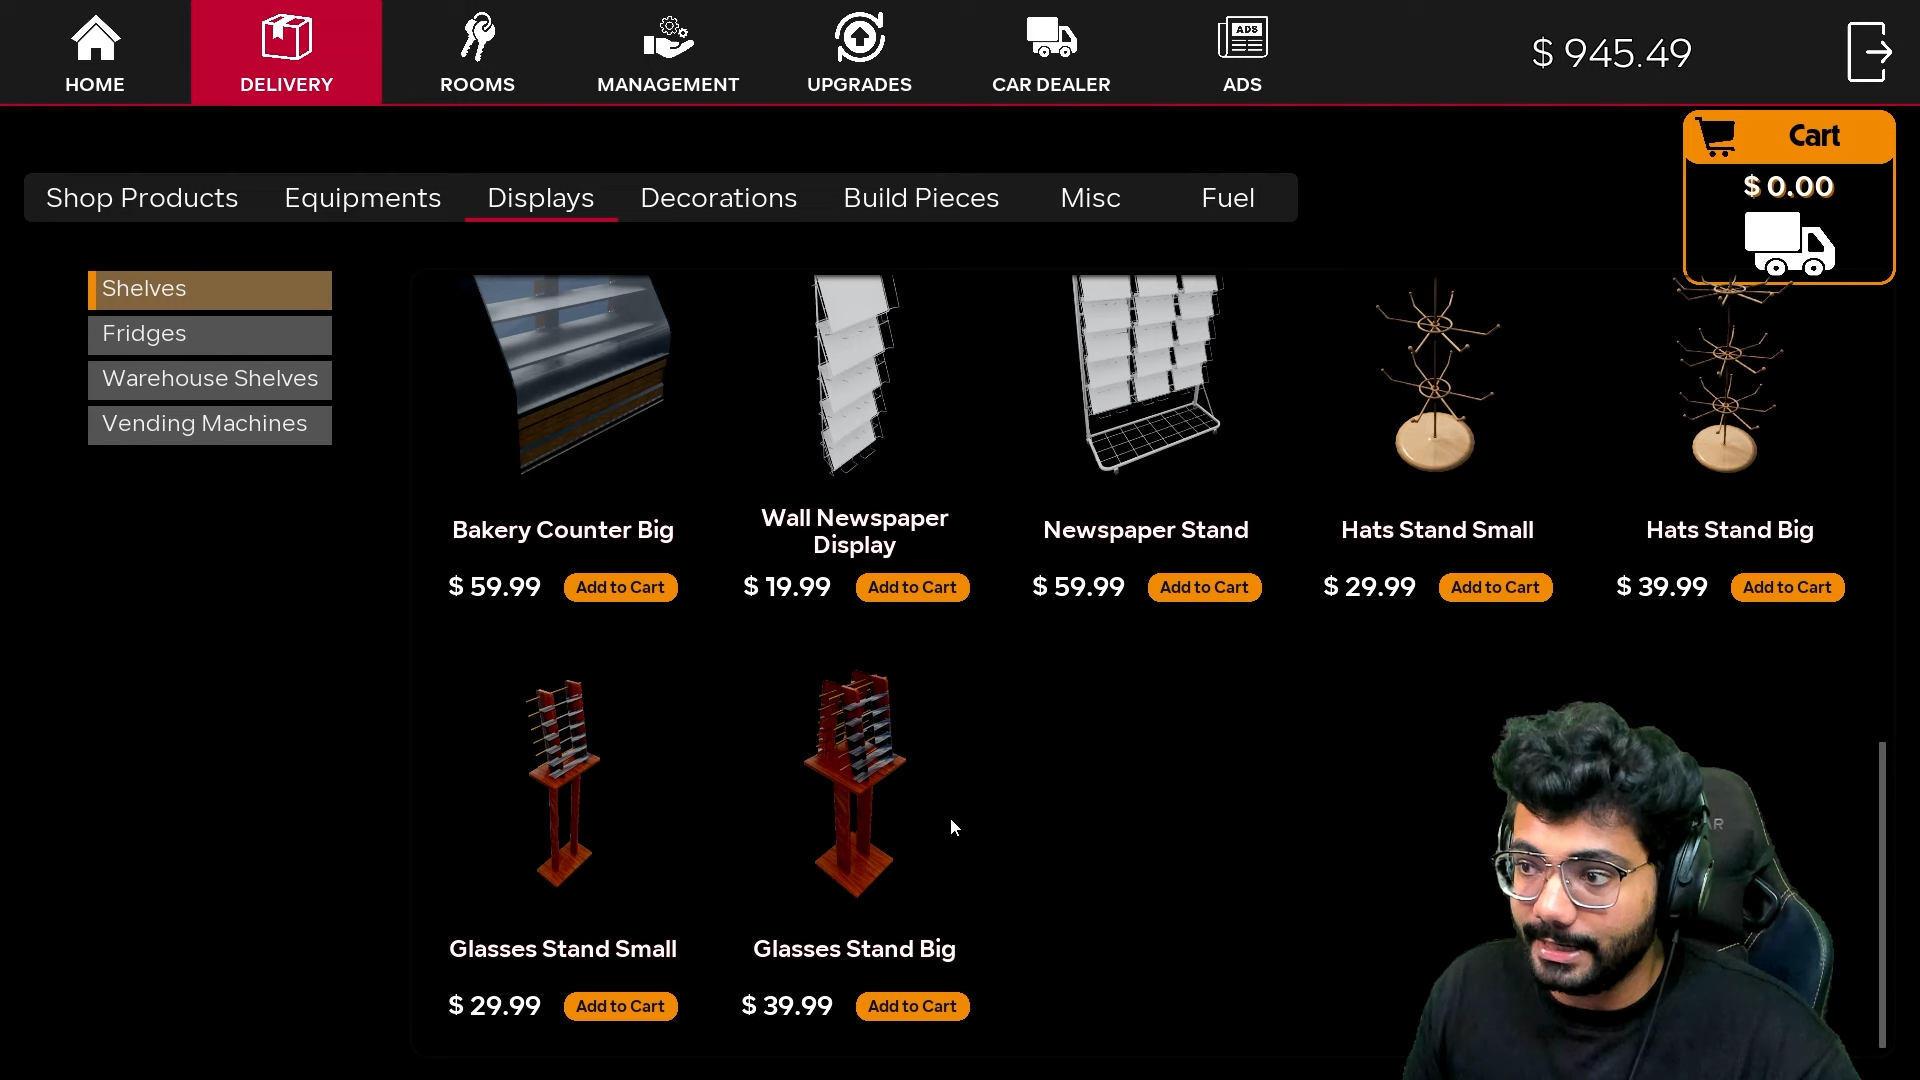 HOME
DELIVERY
ROOMS
MANAGEMENT
UPGRADES
CAR DEALER
ADS
ADS
$ 945.49
Cart
$ 0.00
Shop Products
Equipments
Displays
Decorations
Build Pieces
Misc
Fuel
Shelves
Fridges
Warehouse Shelves
Vending Machines
Bakery Counter Big
$ 59.99
Add to Cart
Wall Newspaper
Display
$ 19.99
Add to Cart
Newspaper Stand
$ 59.99
Add to Cart
Hats Stand Small
$ 29.99
Add to Cart
Hats Stand Big
$ 39.99
Add to Cart
Glasses Stand Small
$ 29.99
Add to Cart
Glasses Stand Big
$ 39.99
Add to Cart